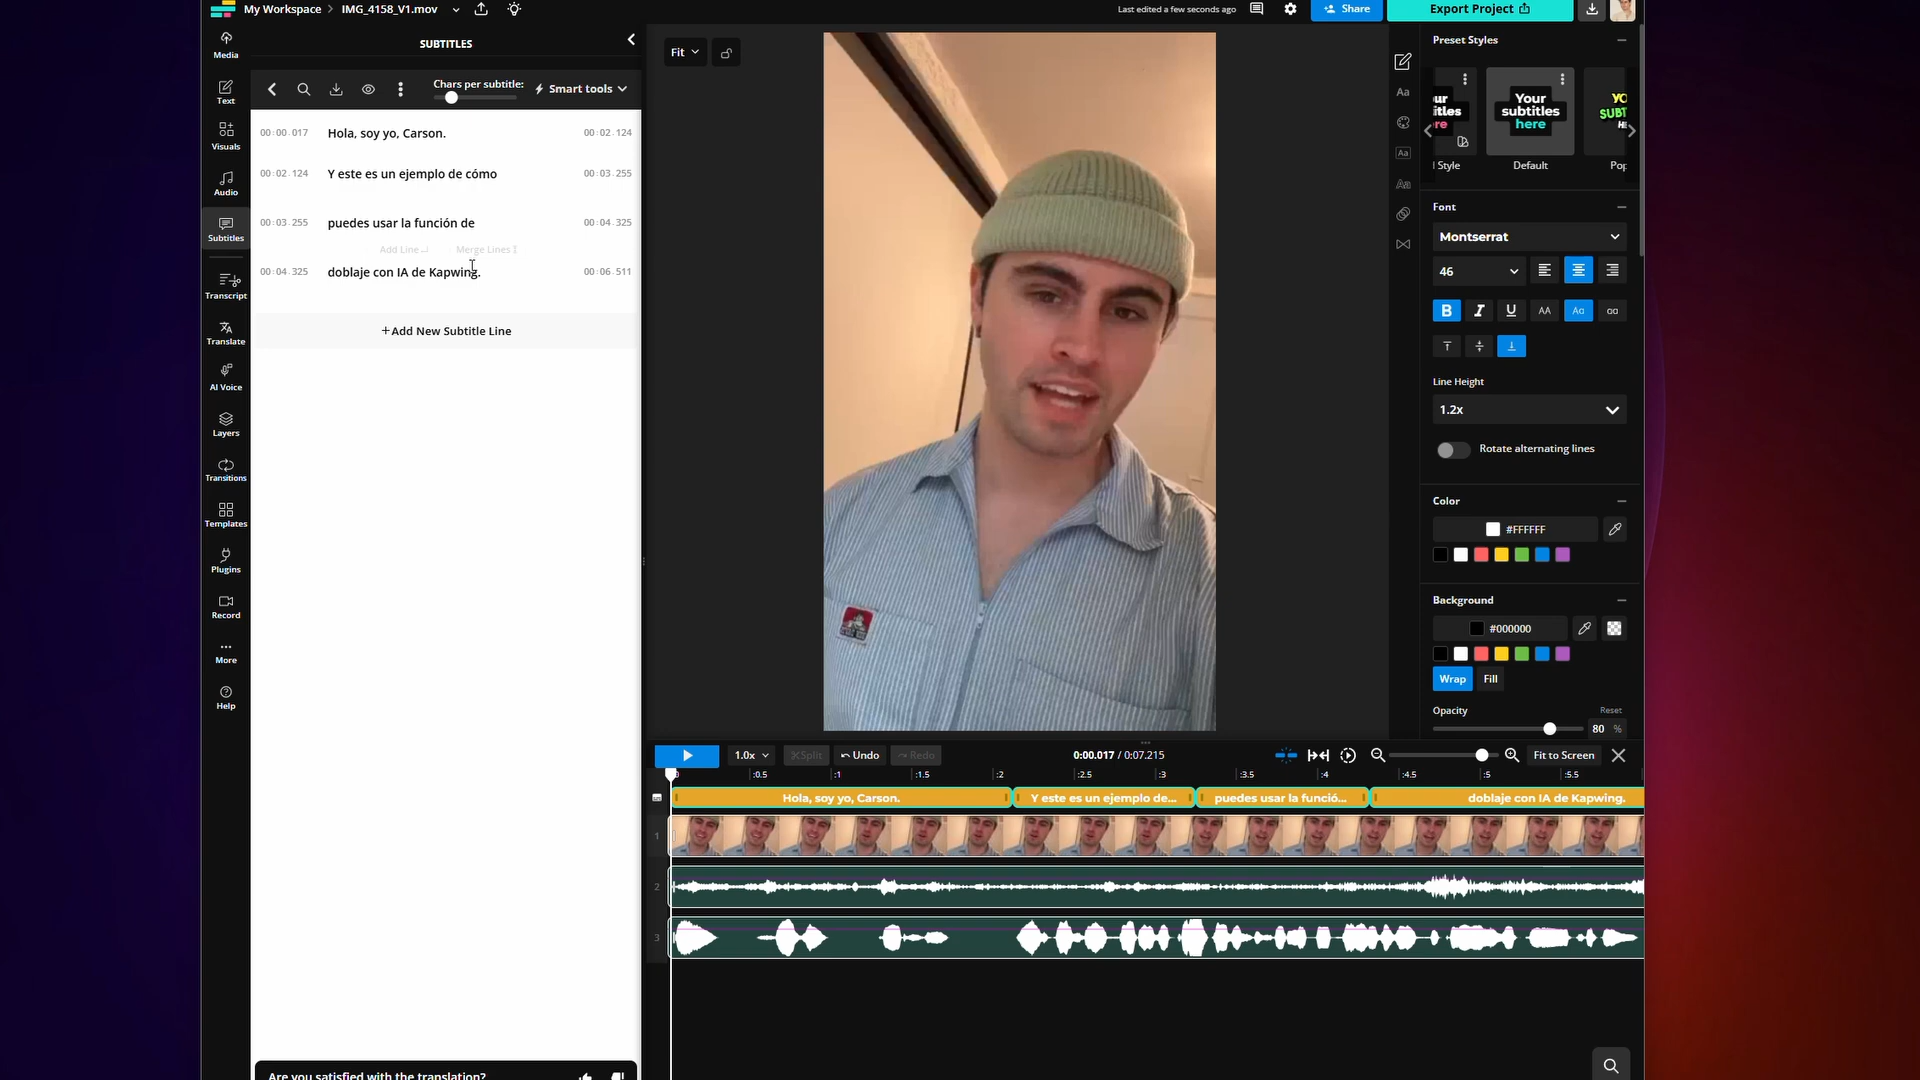 My Workspace
IMG_4158_V1.mov
Last edited a few seconds ago
Share
Export Project
Media
Text
Visuals
Audio
Subtitles
Transcript
Translate
AI Voice
Layers
Transitions
Templates
Plugins
Record
More
Help
SUBTITLES
Chars per subtitle:
Smart tools
00:00.017 Hola, soy yo, Carson. 00:02.124
00:02.124 Y este es un ejemplo de cómo 00:03.255
00:03.255 puedes usar la función de 00:04.325
Add Line Merge Lines
00:04.325 doblaje con IA de Kapwing. 00:06.511
+Add New Subtitle Line
Are you satisfied with the translation?
Fit
Preset Styles
Your
subtitles
here
Style
Default
Font
Montserrat
46
B I U AA Aa aa
Line Height
1.2x
Rotate alternating lines
Color
#FFFFFF
Background
#000000
Wrap Fill
Opacity
Reset
80 %
1.0x
Split
Undo
Redo
0:00.017 / 0:07.215
Fit to Screen
:0 :.5 :1 :1.5 :2 :2.5 :3 :3.5 :4 :4.5 :5 :5.5
Hola, soy yo, Carson.
Y este es un ejemplo de...
puedes usar la funció...
doblaje con IA de Kapwing.
1
2
3